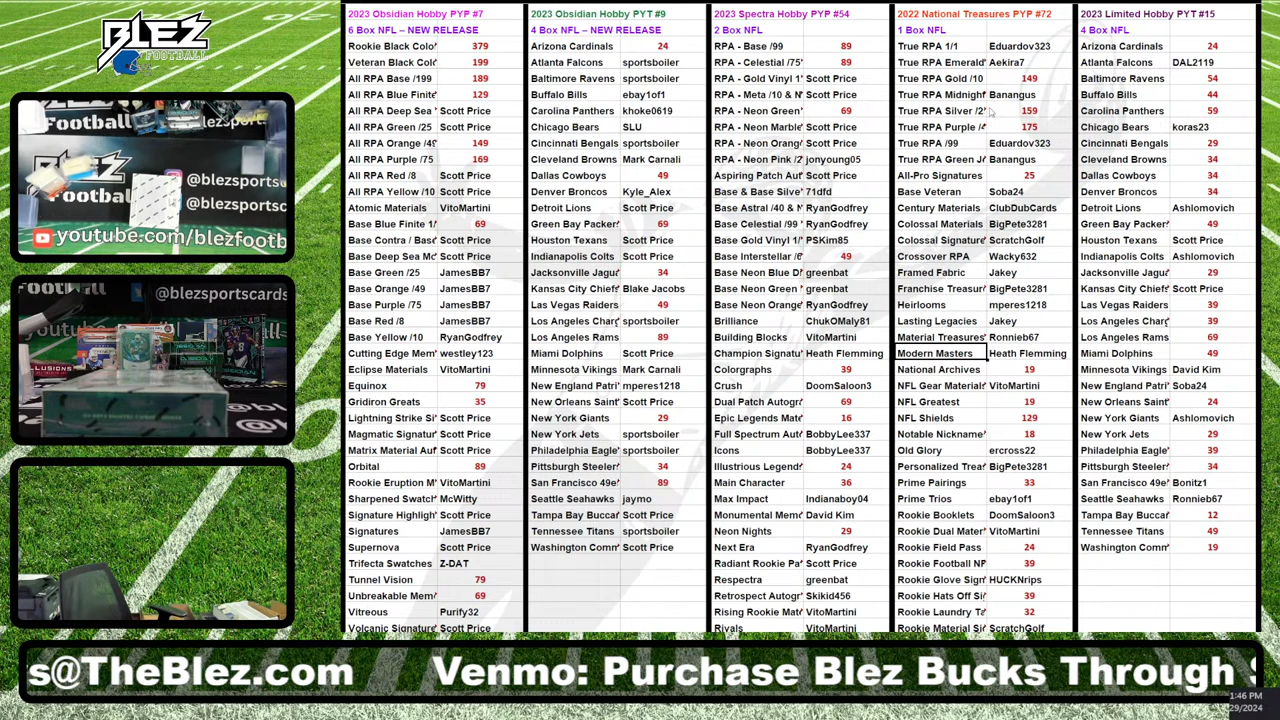 BLEZ
FOOTBALL
2023 Obsidian Hobby PYP #7
6 Box NFL – NEW RELEASE
Rookie Black Colo 379
Veteran Black Col 199
All RPA Base /199 189
All RPA Blue Finite 129
All RPA Deep Sea Scott Price
All RPA Green /25 Scott Price
All RPA Orange /49 149
All RPA Purple /75 169
All RPA Red /8 Scott Price
All RPA Yellow /10 Scott Price
Atomic Materials VitoMartini
Base Blue Finite 1/ 69
Base Contra / Base Scott Price
Base Deep Sea Mo Scott Price
Base Green /25 JamesBB7
Base Orange /49 JamesBB7
Base Purple /75 JamesBB7
Base Red /8 JamesBB7
Base Yellow /10 RyanGodfrey
Cutting Edge Mem westley123
Eclipse Materials VitoMartini
Equinox 79
Gridiron Greats 35
Lightning Strike Si Scott Price
Magmatic Signatur Scott Price
Matrix Material Aut Scott Price
Orbital 89
Rookie Eruption M VitoMartini
Sharpened Swatch McWitty
Signature Highligh Scott Price
Signatures JamesBB7
Supernova Scott Price
Trifecta Swatches Z-DAT
Tunnel Vision 79
Unbreakable Mem 69
Vitreous Purify32
Volcanic Signature Scott Price
2023 Obsidian Hobby PYT #9
4 Box NFL – NEW RELEASE
Arizona Cardinals 24
Atlanta Falcons sportsboiler
Baltimore Ravens sportsboiler
Buffalo Bills ebay1of1
Carolina Panthers khoke0619
Chicago Bears SLU
Cincinnati Bengals sportsboiler
Cleveland Browns Mark Carnali
Dallas Cowboys 49
Denver Broncos Kyle_Alex
Detroit Lions Scott Price
Green Bay Packer 69
Houston Texans Scott Price
Indianapolis Colts Scott Price
Jacksonville Jagua 34
Kansas City Chiefs Blake Jacobs
Las Vegas Raiders 49
Los Angeles Charg sportsboiler
Los Angeles Rams 89
Miami Dolphins Scott Price
Minnesota Vikings Mark Carnali
New England Patri mperes1218
New Orleans Saint Scott Price
New York Giants 29
New York Jets sportsboiler
Philadelphia Eagle sportsboiler
Pittsburgh Steeler 34
San Francisco 49e 89
Seattle Seahawks jaymo
Tampa Bay Buccan Scott Price
Tennessee Titans sportsboiler
Washington Comm Scott Price
2023 Spectra Hobby PYP #54
2 Box NFL
RPA - Base /99 89
RPA - Celestial /75 89
RPA - Gold Vinyl 1 Scott Price
RPA - Meta /10 & N Scott Price
RPA - Neon Green 69
RPA - Neon Marble Scott Price
RPA - Neon Orang Scott Price
RPA - Neon Pink /2 jonyoung05
Aspiring Patch Aut Scott Price
Base & Base Silve 71dfd
Base Astral /40 & N RyanGodfrey
Base Celestial /99 RyanGodfrey
Base Gold Vinyl 1/ PSKim85
Base Interstellar /6 49
Base Neon Blue D greenbat
Base Neon Green greenbat
Base Neon Orange RyanGodfrey
Brilliance ChukOMaly81
Building Blocks VitoMartini
Champion Signatu Heath Flemming
Colorgraphs 39
Crush DoomSaloon3
Dual Patch Autogr 69
Epic Legends Mate 16
Full Spectrum Aut BobbyLee337
Icons BobbyLee337
Illustrious Legend 24
Main Character 36
Max Impact Indianaboy04
Monumental Mem David Kim
Neon Nights 29
Next Era RyanGodfrey
Radiant Rookie Pa Scott Price
Respectra greenbat
Retrospect Autogr Skikid456
Rising Rookie Mat VitoMartini
Rivals VitoMartini
2022 National Treasures PYP #72
1 Box NFL
True RPA 1/1 Eduardov323
True RPA Emerald Aekira7
True RPA Gold /10 149
True RPA Midnigh Banangus
True RPA Silver /2 159
True RPA Purple /4 175
True RPA /99 Eduardov323
True RPA Green J/ Banangus
All-Pro Signatures 25
Base Veteran Soba24
Century Materials ClubDubCards
Colossal Materials BigPete3281
Colossal Signature ScratchGolf
Crossover RPA Wacky632
Framed Fabric Jakey
Franchise Treasur BigPete3281
Heirlooms mperes1218
Lasting Legacies Jakey
Material Treasures Ronnieb67
Modern Masters Heath Flemming
National Archives 19
NFL Gear Materials VitoMartini
NFL Greatest 19
NFL Shields 129
Notable Nickname 18
Old Glory ercross22
Personalized Trea BigPete3281
Prime Pairings 33
Prime Trios ebay1of1
Rookie Booklets DoomSaloon3
Rookie Dual Mater VitoMartini
Rookie Field Pass 24
Rookie Football NF 39
Rookie Glove Sign HUCKNrips
Rookie Hats Off Si 39
Rookie Laundry Ta 32
Rookie Material Si ScratchGolf
2023 Limited Hobby PYT #15
4 Box NFL
Arizona Cardinals 24
Atlanta Falcons DAL2119
Baltimore Ravens 54
Buffalo Bills 44
Carolina Panthers 59
Chicago Bears koras23
Cincinnati Bengals 29
Cleveland Browns 34
Dallas Cowboys 34
Denver Broncos 34
Detroit Lions Ashlomovich
Green Bay Packer 49
Houston Texans Scott Price
Indianapolis Colts Ashlomovich
Jacksonville Jagua 29
Kansas City Chiefs Scott Price
Las Vegas Raiders 39
Los Angeles Charg 39
Los Angeles Rams 69
Miami Dolphins 49
Minnesota Vikings David Kim
New England Patri Soba24
New Orleans Saint 24
New York Giants Ashlomovich
New York Jets 29
Philadelphia Eagle 39
Pittsburgh Steeler 34
San Francisco 49e Bonitz1
Seattle Seahawks Ronnieb67
Tampa Bay Buccan 12
Tennessee Titans 49
Washington Comm 19
BLEZ
Football
@blezsports
@blezsports
youtube.com/blezfootb
@blezsportscards
s@TheBlez.com Venmo: Purchase Blez Bucks Through
1:46 PM
29/2024